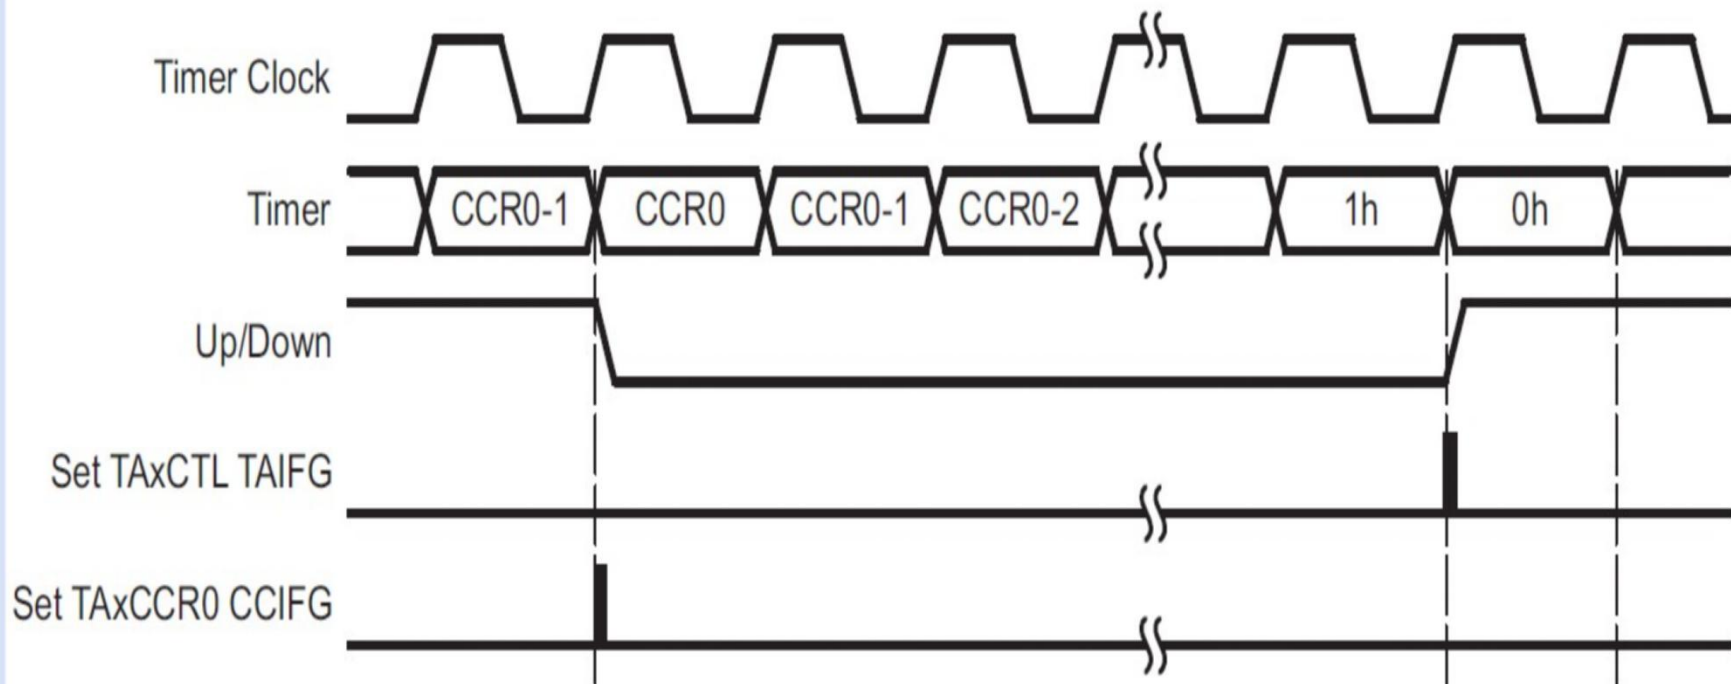 Timer Clock
Timer CCR0-1 CCR0 CCR0-1 CCR0-2 1h 0h
Up/Down
Set TAxCTL TAIFG
Set TAxCCR0 CCIFG